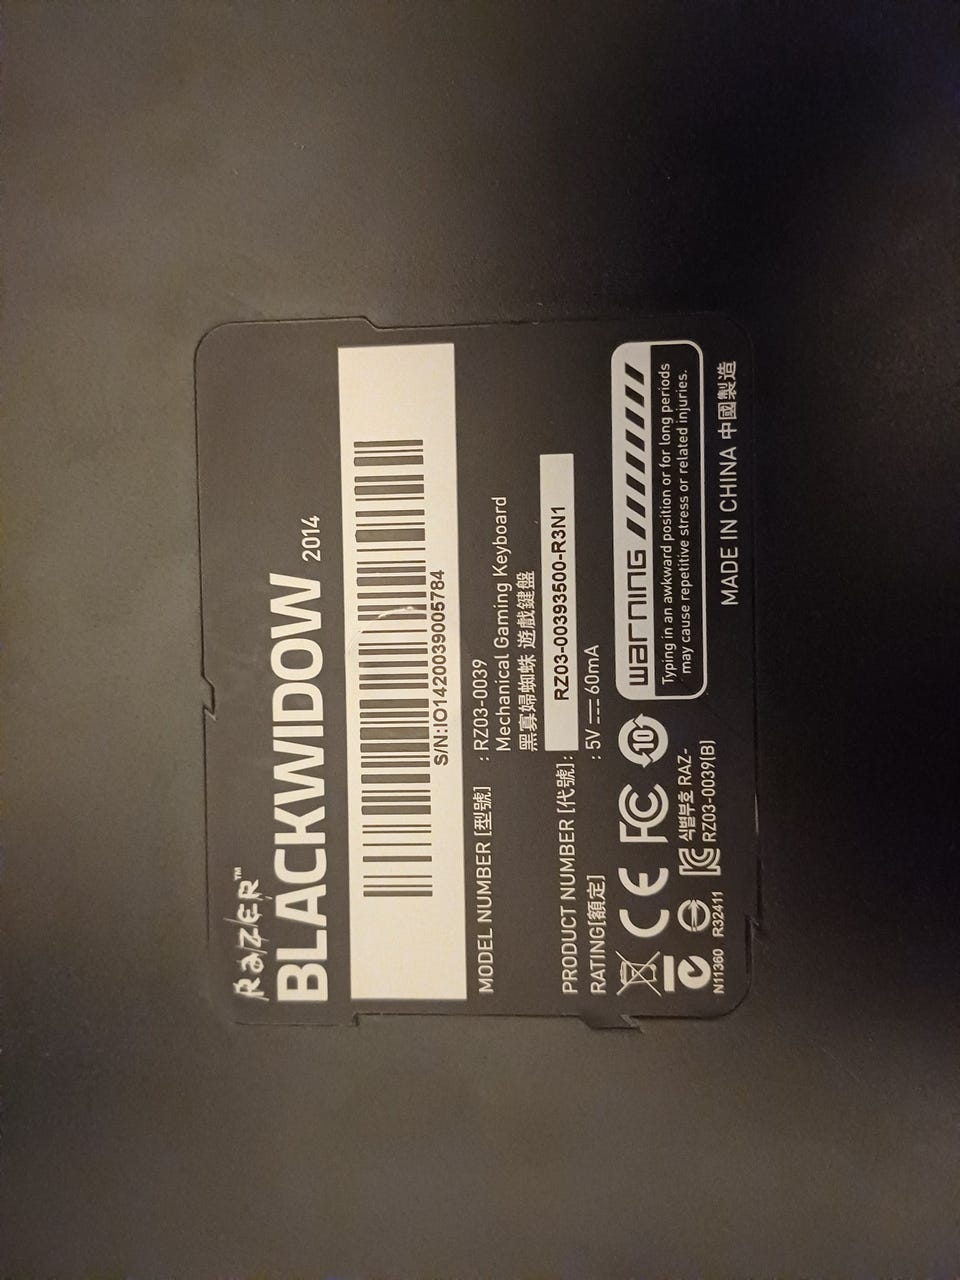 RAZER™
BLACKWIDOW 2014
S/N:IO1420039005784
MODEL NUMBER [型號] : RZ03-0039
Mechanical Gaming Keyboard
黑寡婦蜘蛛 遊戲鍵盤
PRODUCT NUMBER [代號] : RZ03-00393500-R3N1
RATING[額定] : 5V ⎓ 60mA
CE FC 10
warning
Typing in an awkward position or for long periods
may cause repetitive stress or related injuries.
식별부호 RAZ-
RZ03-0039(B)
N11360 R32411
MADE IN CHINA 中國製造